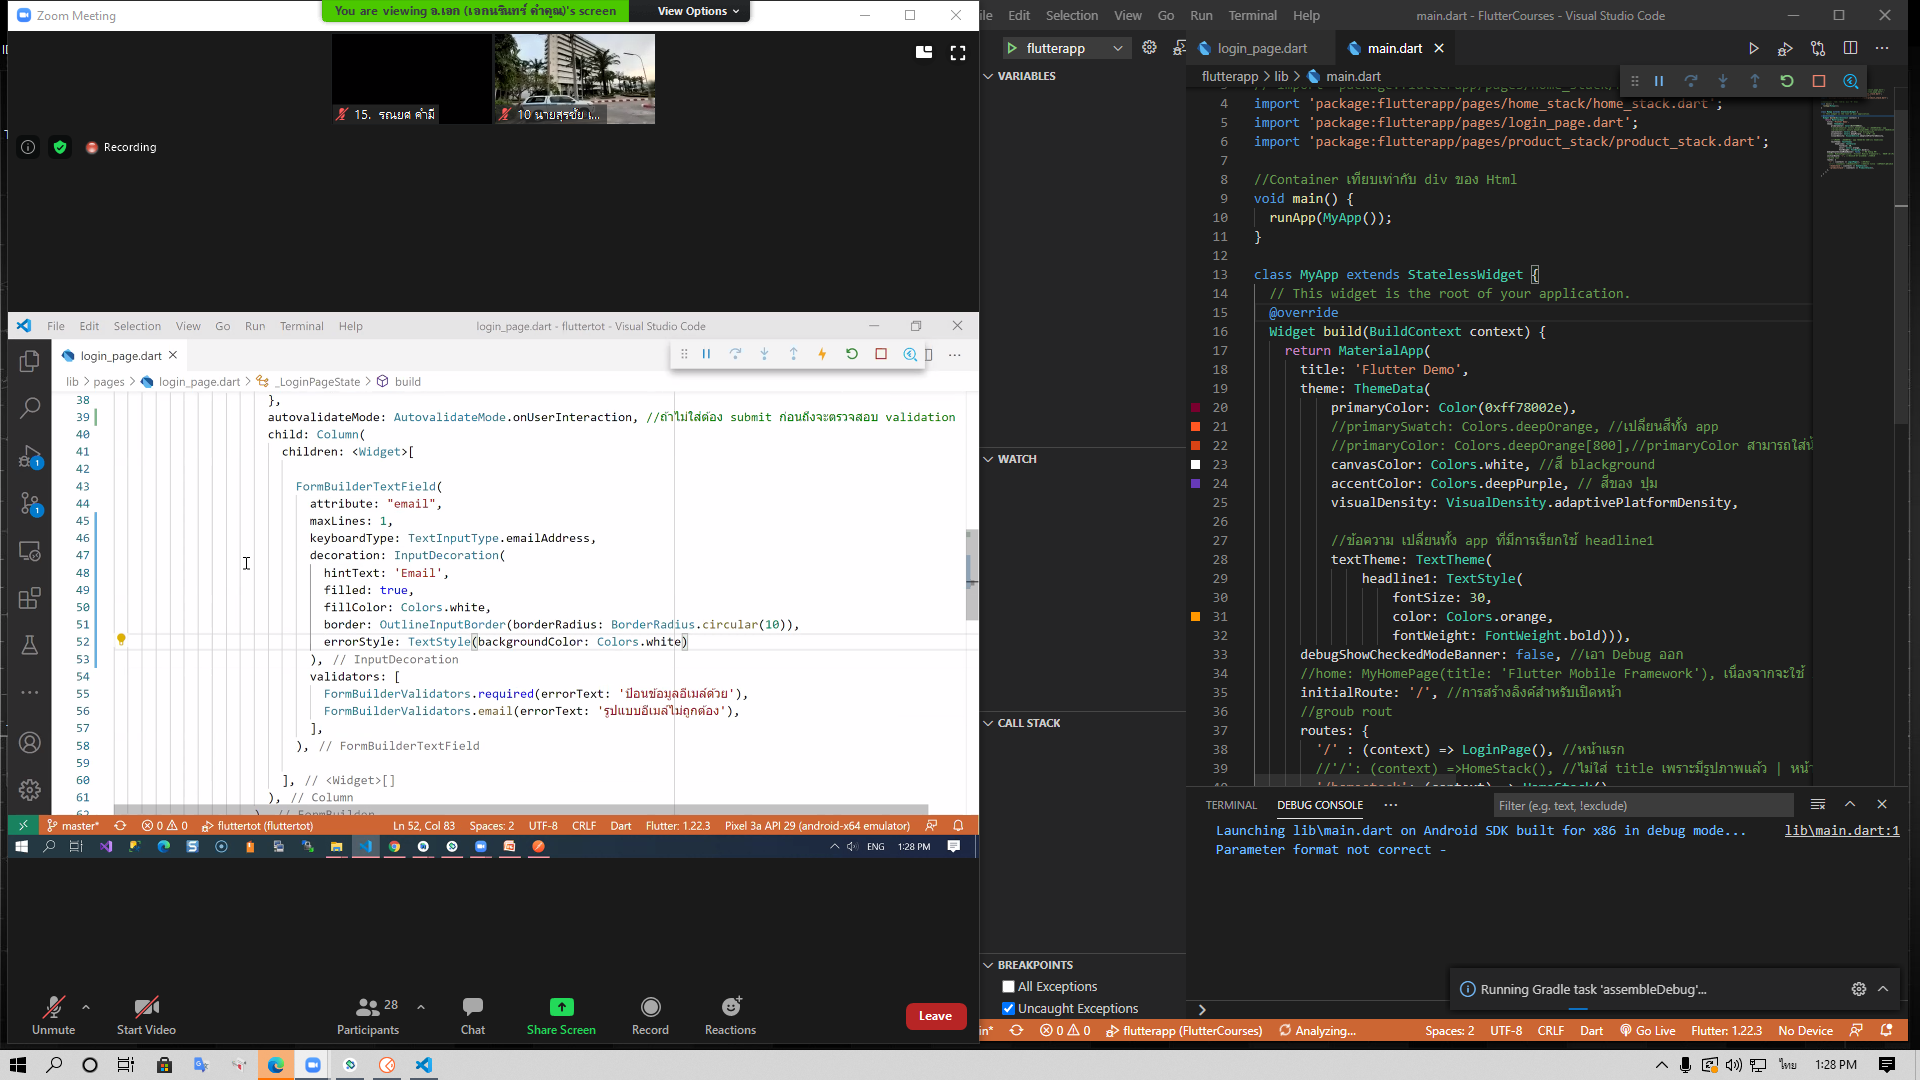 Zoom Meeting
You are viewing อ.เอก (เอกนรินทร์ คำคูณ)'s screen
View Options
15. รณยศ คำมี
10 นายสุรชัย เ...
Recording
File Edit Selection View Go Run Terminal Help
login_page.dart - fluttertot - Visual Studio Code
login_page.dart
lib > pages > login_page.dart > _LoginPageState > build
38 },
39 autovalidateMode: AutovalidateMode.onUserInteraction, //ถ้าไม่ใส่ต้อง submit ก่อนถึงจะตรวจสอบ validation
40 child: Column(
41 children: <Widget>[
42
43 FormBuilderTextField(
44 attribute: "email",
45 maxLines: 1,
46 keyboardType: TextInputType.emailAddress,
47 decoration: InputDecoration(
48 hintText: 'Email',
49 filled: true,
50 fillColor: Colors.white,
51 border: OutlineInputBorder(borderRadius: BorderRadius.circular(10)),
52 errorStyle: TextStyle(backgroundColor: Colors.white)
53 ), // InputDecoration
54 validators: [
55 FormBuilderValidators.required(errorText: 'ป้อนข้อมูลอีเมล์ด้วย'),
56 FormBuilderValidators.email(errorText: 'รูปแบบอีเมล์ไม่ถูกต้อง'),
57 ],
58 ), // FormBuilderTextField
59
60 ], // <Widget>[]
61 ), // Column
62 ) // FormBuilder
master* 0 0 fluttertot (fluttertot) Ln 52, Col 83 Spaces: 2 UTF-8 CRLF Dart Flutter: 1.22.3 Pixel 3a API 29 (android-x64 emulator)
ENG 1:28 PM
Unmute
Start Video
Participants 28
Chat
Share Screen
Record
Reactions
Leave
ile Edit Selection View Go Run Terminal Help
main.dart - FlutterCourses - Visual Studio Code
flutterapp
login_page.dart
main.dart
VARIABLES
WATCH
CALL STACK
BREAKPOINTS
All Exceptions
Uncaught Exceptions
flutterapp > lib > main.dart
4 import 'package:flutterapp/pages/home_stack/home_stack.dart';
5 import 'package:flutterapp/pages/login_page.dart';
6 import 'package:flutterapp/pages/product_stack/product_stack.dart';
7
8 //Container เทียบเท่ากับ div ของ Html
9 void main() {
10 runApp(MyApp());
11 }
12
13 class MyApp extends StatelessWidget {
14 // This widget is the root of your application.
15 @override
16 Widget build(BuildContext context) {
17 return MaterialApp(
18 title: 'Flutter Demo',
19 theme: ThemeData(
20 primaryColor: Color(0xff78002e),
21 //primarySwatch: Colors.deepOrange, //เปลี่ยนสีทั้ง app
22 //primaryColor: Colors.deepOrange[800],//primaryColor สามารถใส่น้
23 canvasColor: Colors.white, //สี blackground
24 accentColor: Colors.deepPurple, // สีของ ปุ่ม
25 visualDensity: VisualDensity.adaptivePlatformDensity,
26
27 //ข้อความ เปลี่ยนทั้ง app ที่มีการเรียกใช้ headline1
28 textTheme: TextTheme(
29 headline1: TextStyle(
30 fontSize: 30,
31 color: Colors.orange,
32 fontWeight: FontWeight.bold))),
33 debugShowCheckedModeBanner: false, //เอา Debug ออก
34 //home: MyHomePage(title: 'Flutter Mobile Framework'), เนื่องจากจะใช้
35 initialRoute: '/', //การสร้างลิงค์สำหรับเปิดหน้า
36 //groub rout
37 routes: {
38 '/' : (context) => LoginPage(), //หน้าแรก
39 //'/': (context) =>HomeStack(), //ไม่ใส่ title เพราะมีรูปภาพแล้ว | หน้า
TERMINAL DEBUG CONSOLE
Filter (e.g. text, !exclude)
Launching lib\main.dart on Android SDK built for x86 in debug mode...
lib\main.dart:1
Parameter format not correct -
Running Gradle task 'assembleDebug'...
in* 0 0 flutterapp (FlutterCourses) Analyzing... Spaces: 2 UTF-8 CRLF Dart Go Live Flutter: 1.22.3 No Device
ไทย 1:28 PM